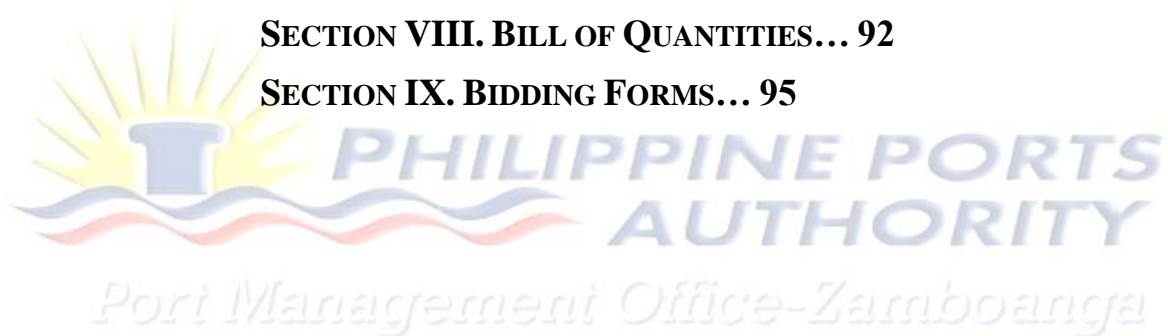 SECTION VIII. BILL OF QUANTITIES… 92
SECTION IX. BIDDING FORMS… 95
PHILIPPINE PORTS
AUTHORITY
Port Management Office-Zamboanga